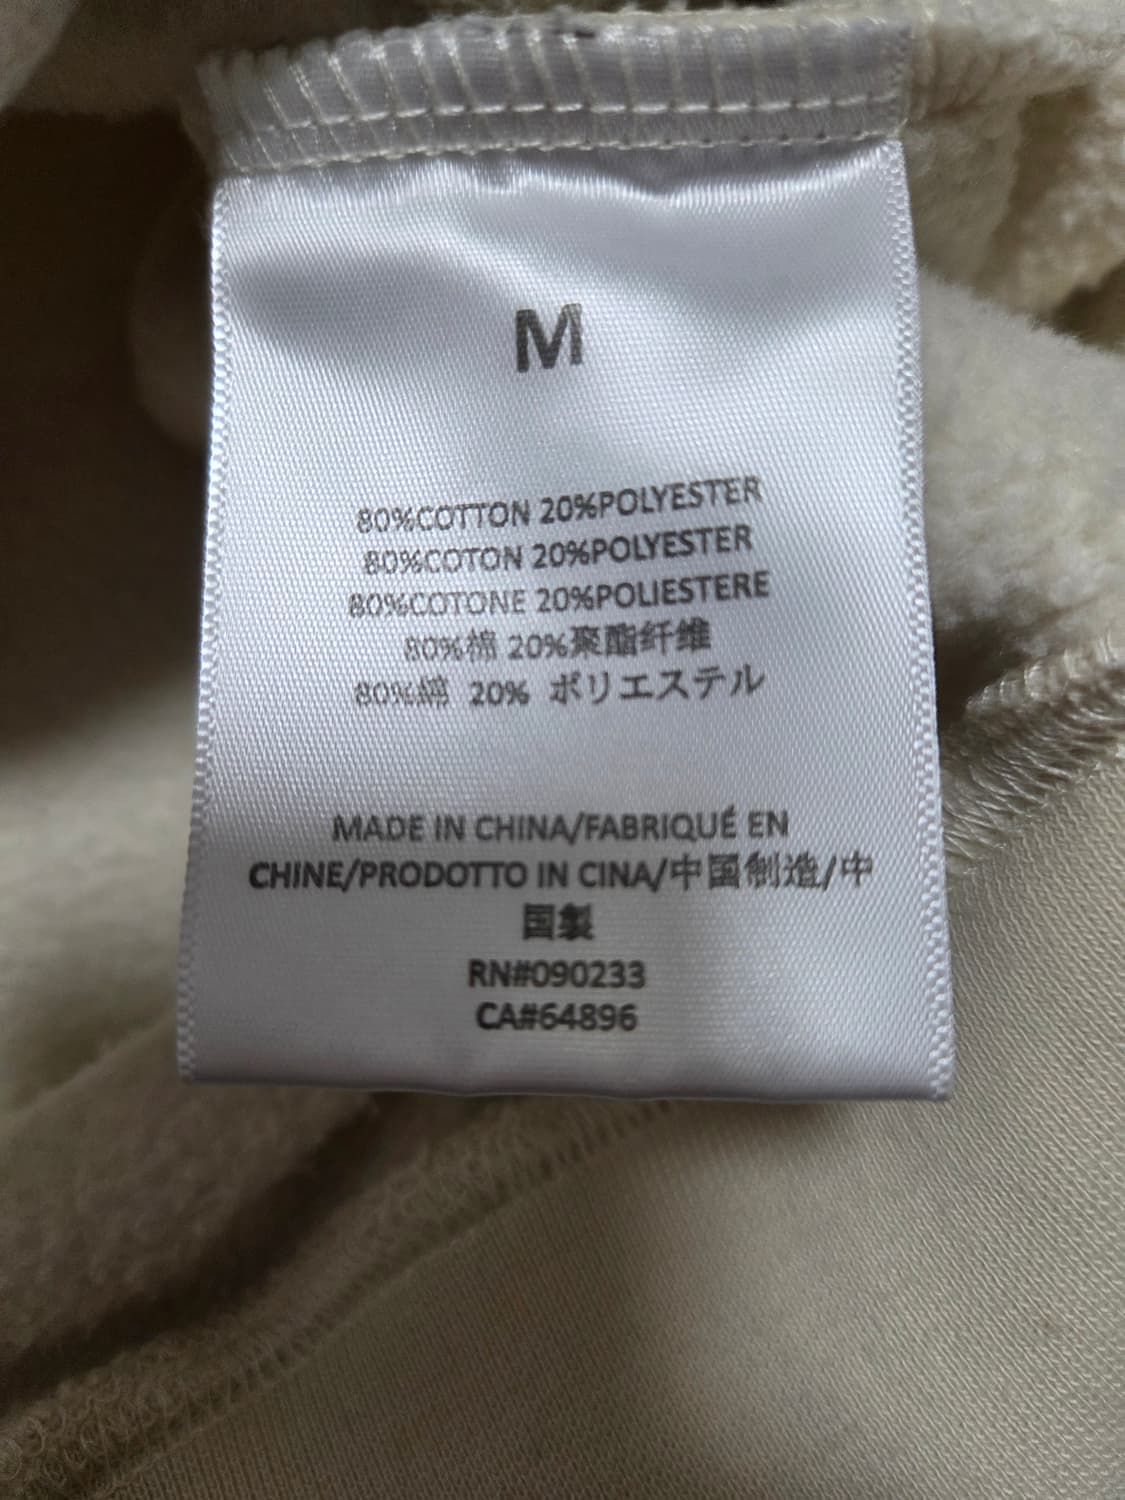 M
80%COTTON 20%POLYESTER
80%COTON 20%POLYESTER
80%COTONE 20%POLIESTERE
80%棉 20%聚酯纤维
80%綿 20% ポリエステル
MADE IN CHINA/FABRIQUÉ EN
CHINE/PRODOTTO IN CINA/中国制造/中
国製
RN#090233
CA#64896